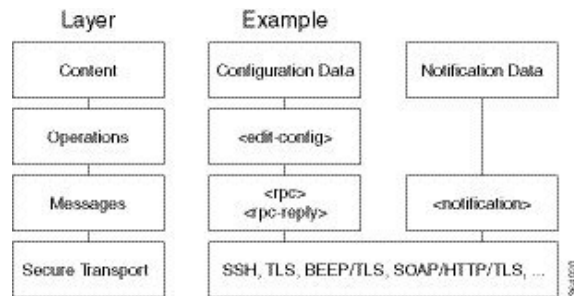 Layer Example
Content Configuration Data Notification Data
Operations <edit-config>
Messages <rpc>
<rpc-reply> <notification>
Secure Transport SSH, TLS, BEEP/TLS, SOAP/HTTP/TLS, ...